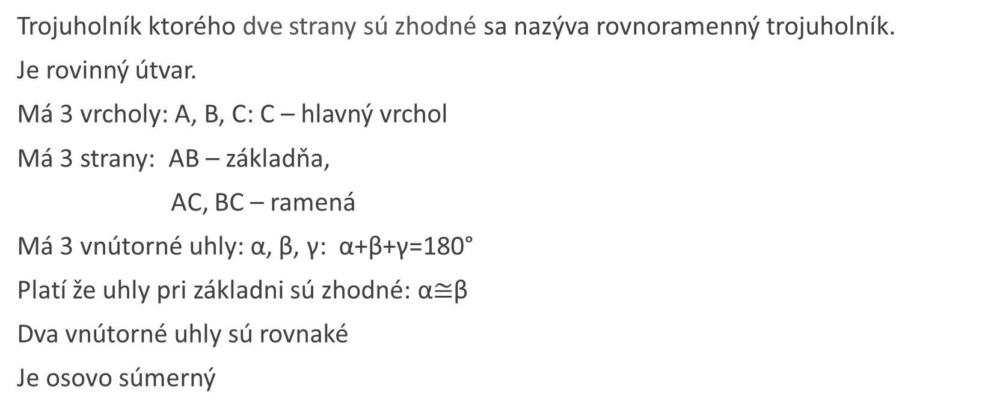 Trojuholník ktorého dve strany sú zhodné sa nazýva rovnoramenný trojuholník.
Je rovinný útvar.
Má 3 vrcholy: A, B, C: C – hlavný vrchol
Má 3 strany:  AB – základňa,
AC, BC – ramená
Má 3 vnútorné uhly: α, β, γ:  α+β+γ=180°
Platí že uhly pri základni sú zhodné: α≅β
Dva vnútorné uhly sú rovnaké
Je osovo súmerný